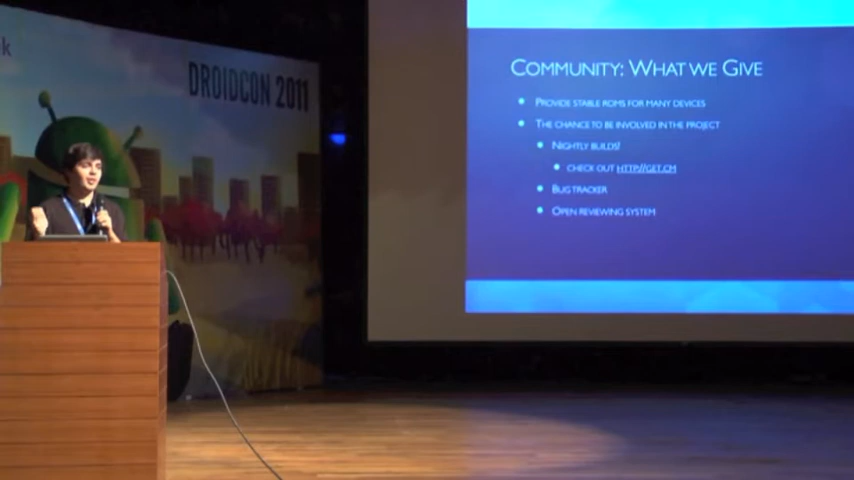 k
DROIDCON 2011
COMMUNITY: WHAT WE GIVE
PROVIDE STABLE ROMS FOR MANY DEVICES
THE CHANCE TO BE INVOLVED IN THE PROJECT
NIGHTLY BUILDS!
CHECK OUT HTTP://GET.CM
BUG TRACKER
OPEN REVIEWING SYSTEM